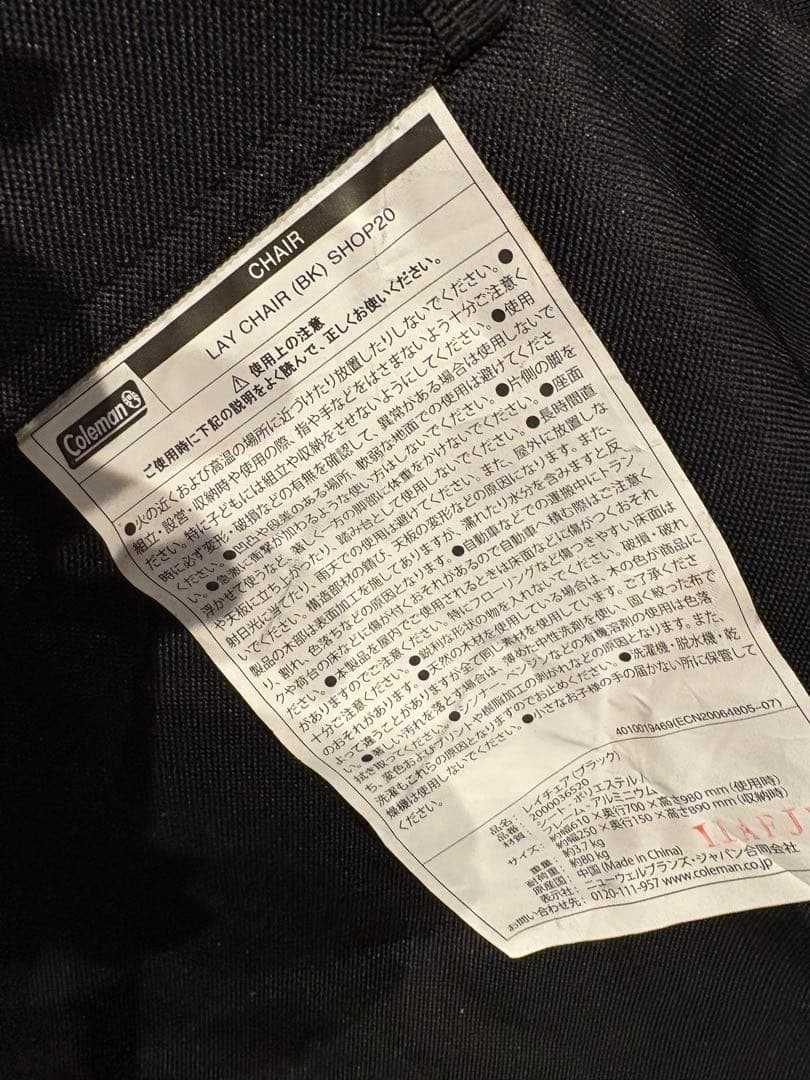 CHAIR
Coleman
LAY CHAIR (BK) SHOP20
⚠ 使用上の注意
ご使用時に下記の説明をよく読んで、正しくお使いください。
●火の近くおよび高温の場所に近づけたり放置したりしないでください。●
組立・設営・収納時や使用の際、指や手などをはさまないよう十分ご注意く
ださい。特に子どもには組立や収納をさせないようにしてください。●使用
時に必ず変形・破損などの有無を確認して、異常がある場合は使用しないで
ください。●凹凸や段差のある場所、軟弱な地面での使用は避けてくださ
い。●急激に衝撃が加わるような使い方はしないでください。●片側の脚を
浮かせて使うなど、著しく一方の脚部に体重をかけないでください。●座面
や天板に立ち上がったり、踏み台として使用しないでください。●長時間直
射日光に当てたり、雨天での使用は避けてください。また、屋外に放置しな
いでください。構造部材の錆び、天板の変形などの原因になります。また、
製品の木部は表面加工を施してありますが、濡れたり水分を含みますと反
り、割れ、色落ちなどの原因となります。●自動車などでの運搬中にトラン
クや荷台の床などに傷が付くおそれがあるので自動車へ積む際はご注意く
ださい。●本製品を屋内でご使用されるときは床面などに傷がつくおそれ
がありますのでご注意ください。特にフローリングなど傷つきやすい床面は
十分ご注意ください。●鋭利な形状の物を入れないでください。破損・破れ
のおそれがあります。●天然の木材を使用している場合は、木の色が商品に
よって違うことがありますが全て同じ素材を使用しています。ご了承くださ
い。●著しい汚れを落とす場合は、薄めた中性洗剤を使い、固く絞った布で
拭き取ってください。●シンナー、ベンジンなどの有機溶剤の使用は色落
ち、変色およびプリントや樹脂加工の剥がれなどの原因となります。また、
洗濯もこれらの原因となりますのでお止めください。●洗濯機・脱水機・乾
燥機は使用しないでください。●小さなお子様の手の届かない所に保管して
ください。
4010019469(ECN20064805-07)
品名: レイチェア(ブラック)
品番: 2000036520
材質: シート:ポリエステル/
フレーム:アルミニウム
サイズ: 約幅610×奥行700×高さ980mm(使用時)
約幅250×奥行150×高さ890mm(収納時)
重量: 約3.7kg
耐荷重: 約80kg
原産国: 中国(Made in China)
表示社: ニューウェルブランズ・ジャパン合同会社
お問い合わせ先: 0120-111-957 www.coleman.co.jp